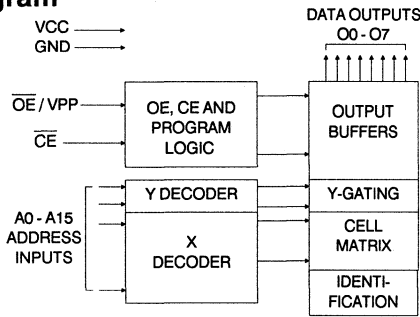 gram
DATA OUTPUTS
O0 - O7
VCC
GND
OE / VPP
CE
OE, CE AND
PROGRAM
LOGIC
OUTPUT
BUFFERS
A0 - A15
ADDRESS
INPUTS
Y DECODER
X
DECODER
Y-GATING
CELL
MATRIX
IDENTI-
FICATION